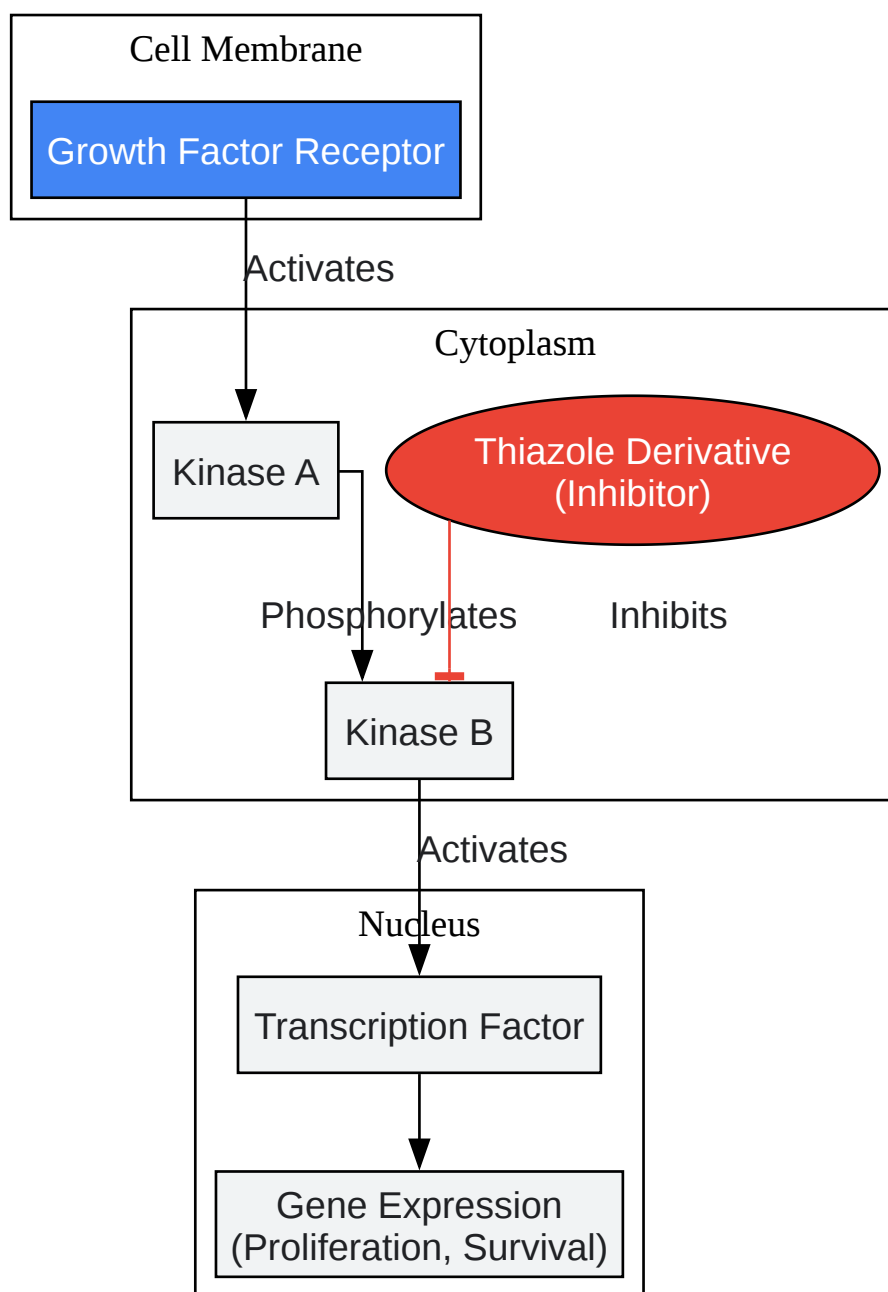 Cell Membrane
Growth Factor Receptor
Activates
Cytoplasm
Kinase A
Thiazole Derivative
(Inhibitor)
Phosphorylates
Inhibits
Kinase B
Activates
Nucleus
Transcription Factor
Gene Expression
(Proliferation, Survival)